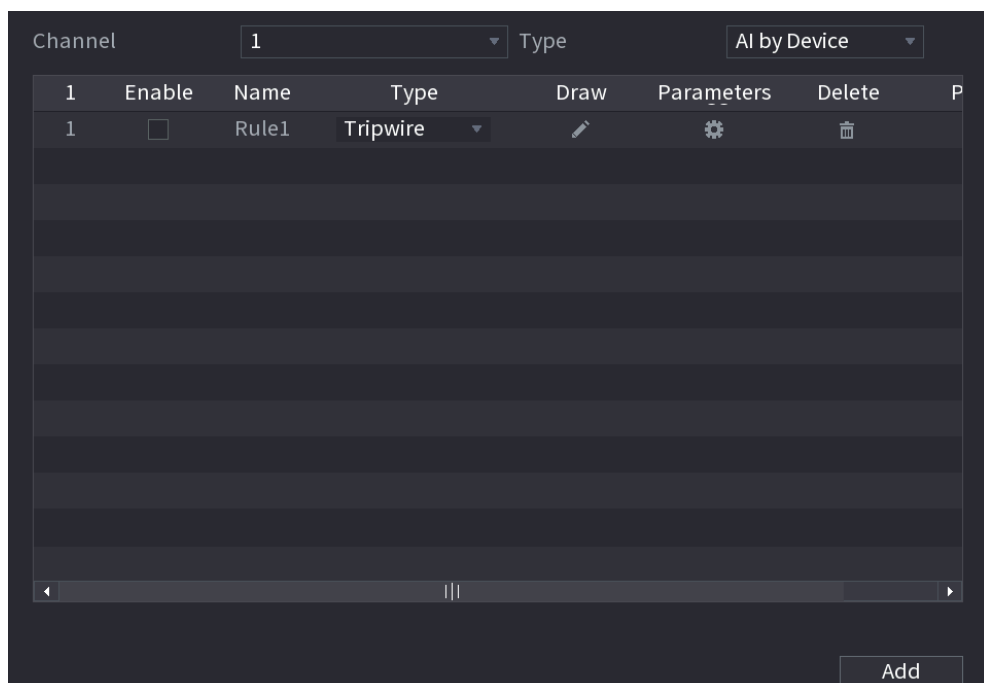 Channel 1 Type AI by Device
1 Enable Name Type Draw Parameters Delete P
1 Rule1 Tripwire
Add